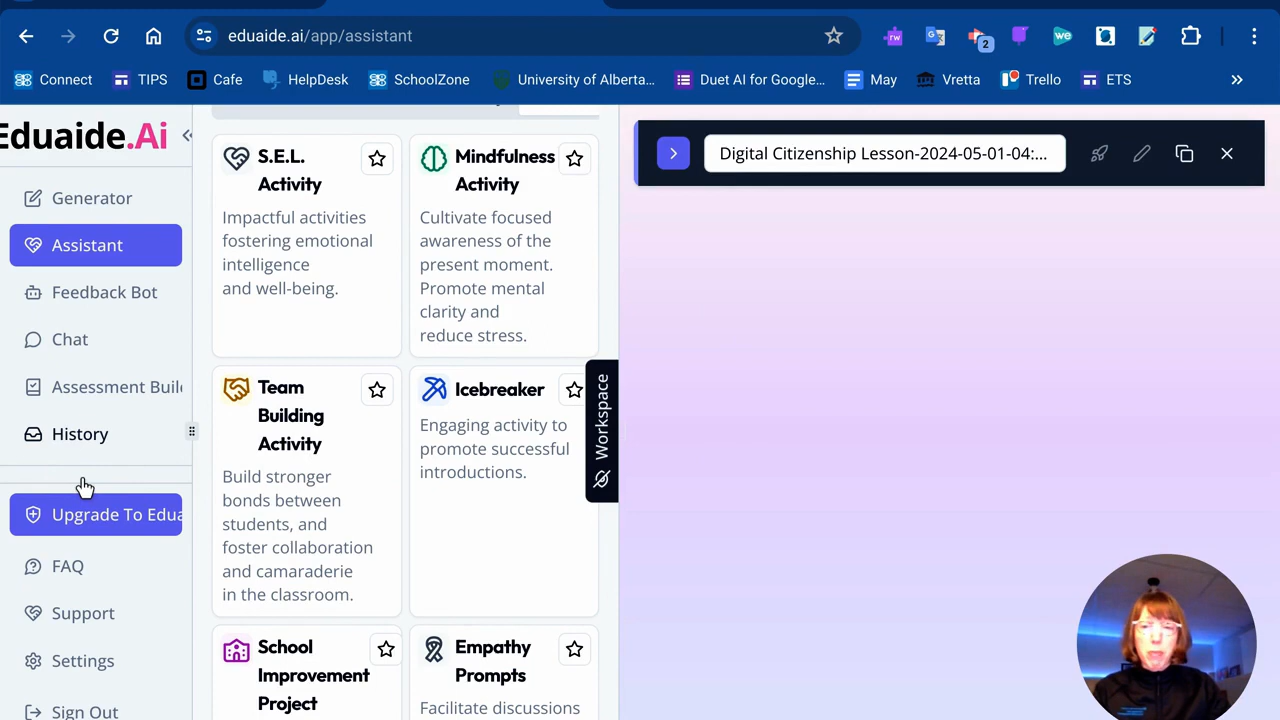 eduaide.ai/app/assistant
2
Connect
TIPS
Cafe
HelpDesk
SchoolZone
University of Alberta...
Duet AI for Google...
May
Vretta
Trello
ETS
Eduaide.Ai
Generator
Assistant
Feedback Bot
Chat
Assessment Buil
History
Upgrade To Edua
FAQ
Support
Settings
Sign Out
S.E.L.
Activity
Impactful activities
fostering emotional
intelligence
and well-being.
Mindfulness
Activity
Cultivate focused
awareness of the
present moment.
Promote mental
clarity and
reduce stress.
Team
Building
Activity
Build stronger
bonds between
students, and
foster collaboration
and camaraderie
in the classroom.
Icebreaker
Engaging activity to
promote successful
introductions.
School
Improvement
Project
Empathy
Prompts
Facilitate discussions
Workspace
Digital Citizenship Lesson-2024-05-01-04:...